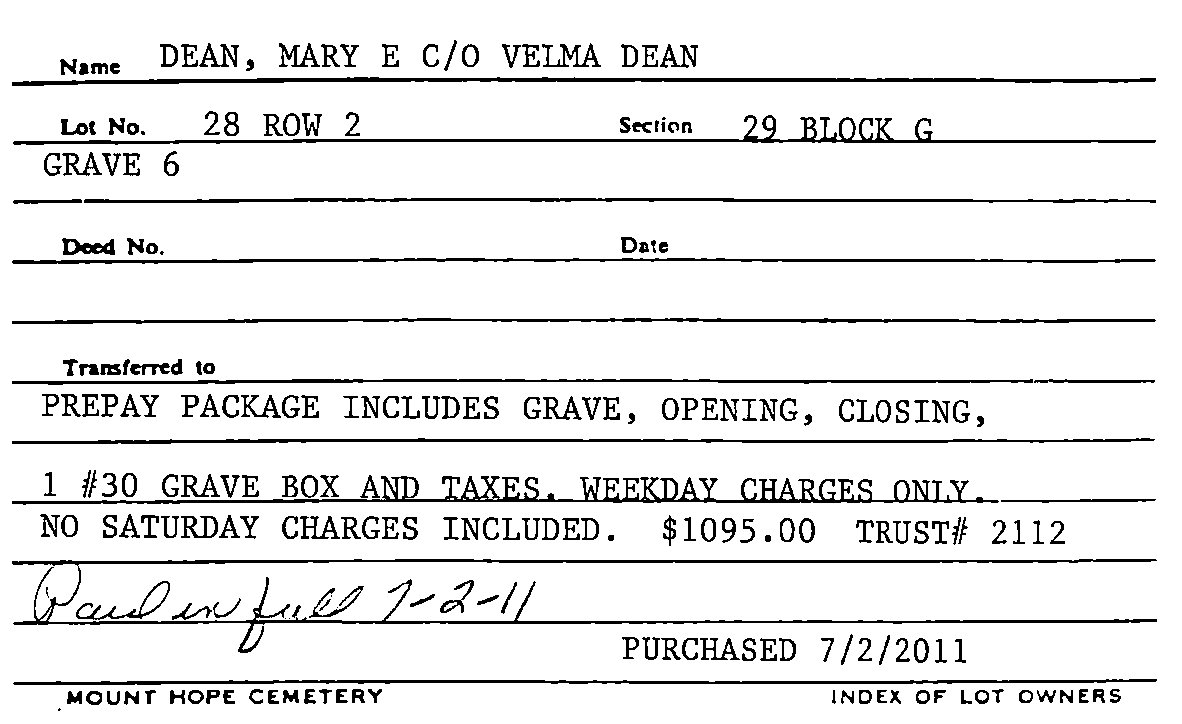 Name DEAN, MARY E C/O VELMA DEAN
Lot No. 28 ROW 2 Section 29 BLOCK G
GRAVE 6
Deed No. Date
Transferred to
PREPAY PACKAGE INCLUDES GRAVE, OPENING, CLOSING,
1 #30 GRAVE BOX AND TAXES. WEEKDAY CHARGES ONLY.
NO SATURDAY CHARGES INCLUDED. $1095.00 TRUST# 2112
Paid in full 7-2-11
PURCHASED 7/2/2011
MOUNT HOPE CEMETERY INDEX OF LOT OWNERS